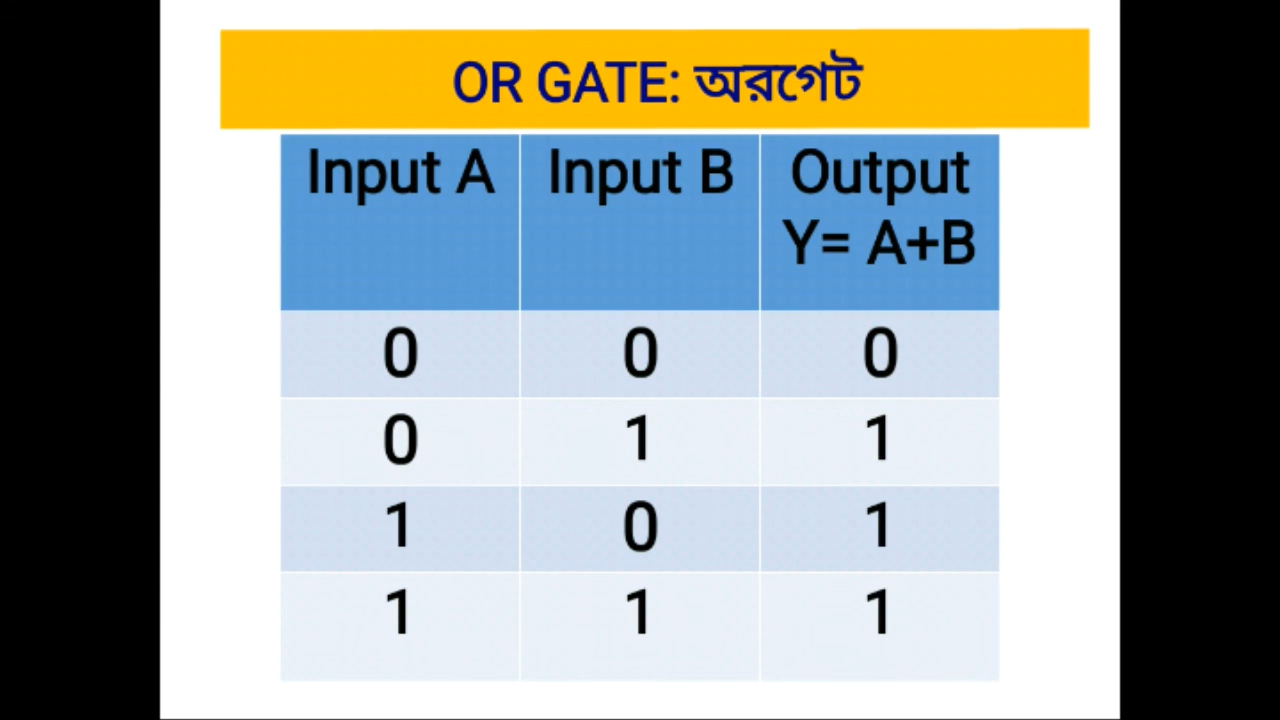 OR GATE: অরগেট
Input A Input B Output
Y= A+B
0 0 0
0 1 1
1 0 1
1 1 1